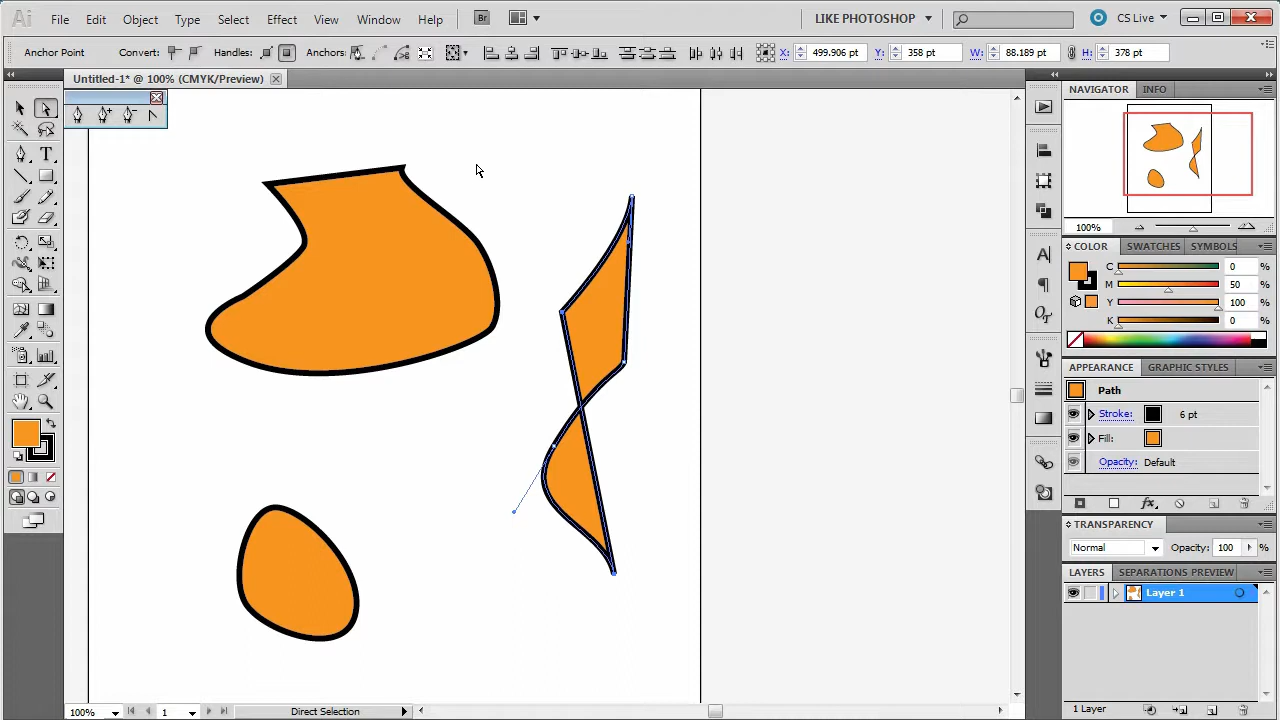 Ai File Edit Object Type Select Effect View Window Help Br LIKE PHOTOSHOP CS Live
Anchor Point Convert: Handles: Anchors: X: 499.906 pt Y: 358 pt W: 88.189 pt H: 378 pt
Untitled-1* @ 100% (CMYK/Preview)
NAVIGATOR INFO
100%
COLOR SWATCHES SYMBOLS
C 0 %
M 50 %
Y 100 %
K 0 %
APPEARANCE GRAPHIC STYLES
Path
Stroke: 6 pt
Fill:
Opacity: Default
fx
TRANSPARENCY
Normal Opacity: 100 %
LAYERS SEPARATIONS PREVIEW
Layer 1
1 Layer
100% 1 Direct Selection